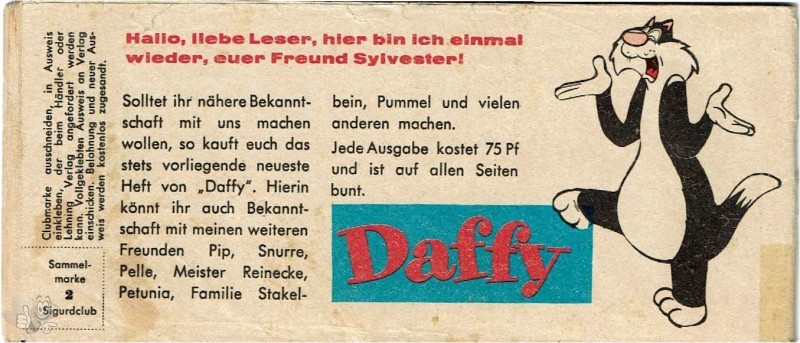 Hallo, liebe Leser, hier bin ich einmal
wieder, euer Freund Sylvester!
Solltet ihr nähere Bekannt-
schaft mit uns machen
wollen, so kauft euch das
stets vorliegende neueste
Heft von „Daffy". Hierin
könnt ihr auch Bekannt-
schaft mit meinen weiteren
Freunden Pip, Snurre,
Pelle, Meister Reinecke,
Petunia, Familie Stakel-
bein, Pummel und vielen
anderen machen.
Jede Ausgabe kostet 75 Pf
und ist auf allen Seiten
bunt.
Daffy
Clubmarke ausschneiden, in Ausweis
einkleben, der beim Händler oder
Lehning Verlag angefordert werden
kann. Vollgeklebten Ausweis an Verlag
einschicken. Belohnung und neuer Aus-
weis werden kostenlos zugesandt.
Sammel-
marke
2
Sigurdclub